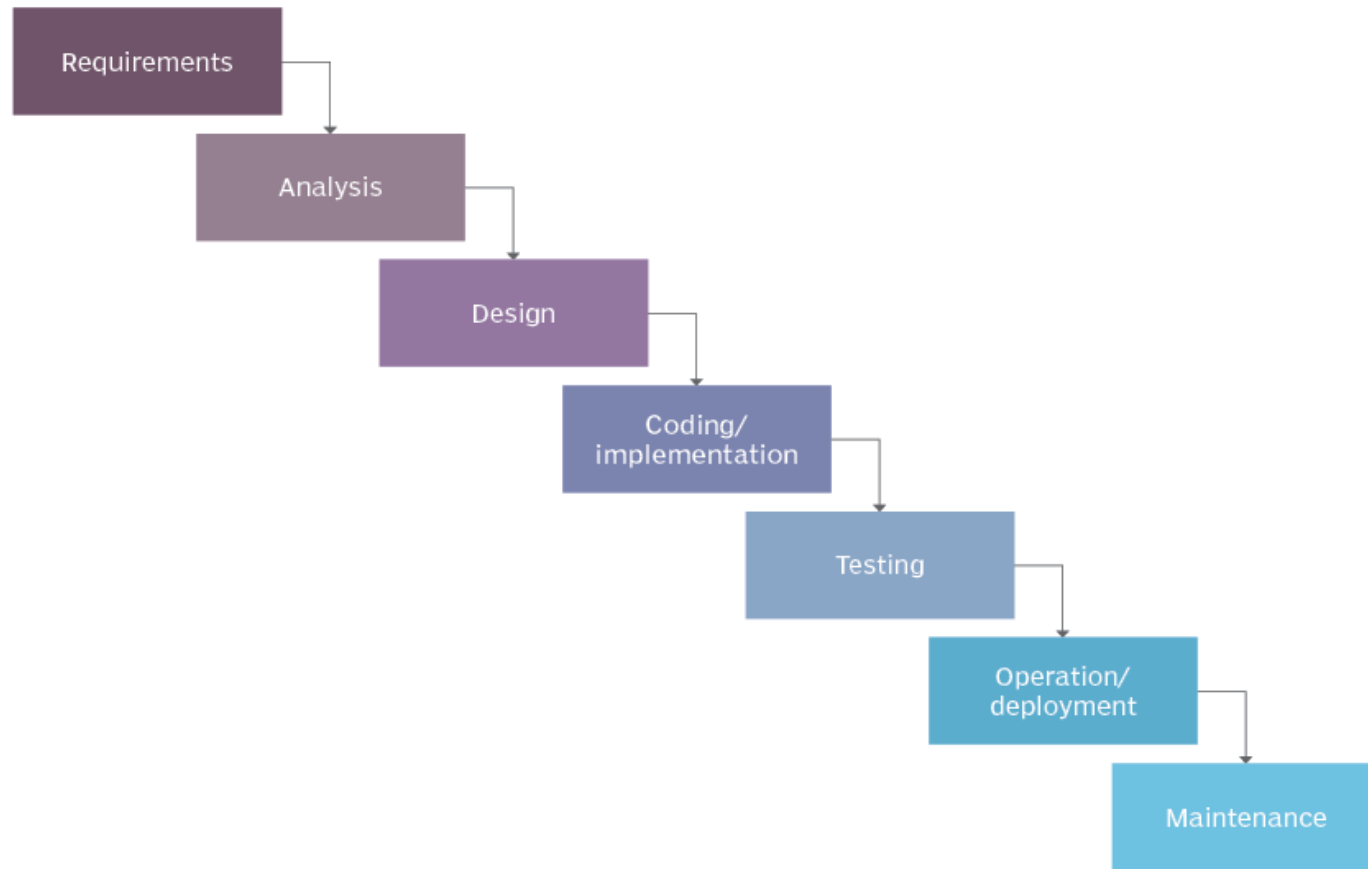 Requirements
Analysis
Design
Coding/
implementation
Testing
Operation/
deployment
Maintenance